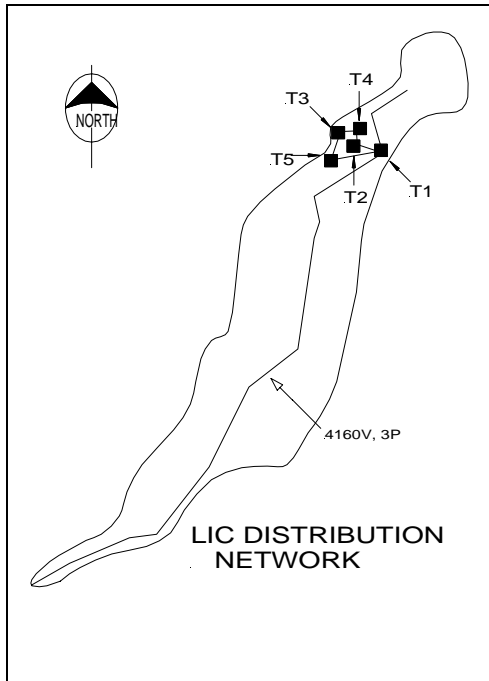 T4
T3
NORTH
T5
T2
T1
4160V, 3P
LIC DISTRIBUTION
NETWORK